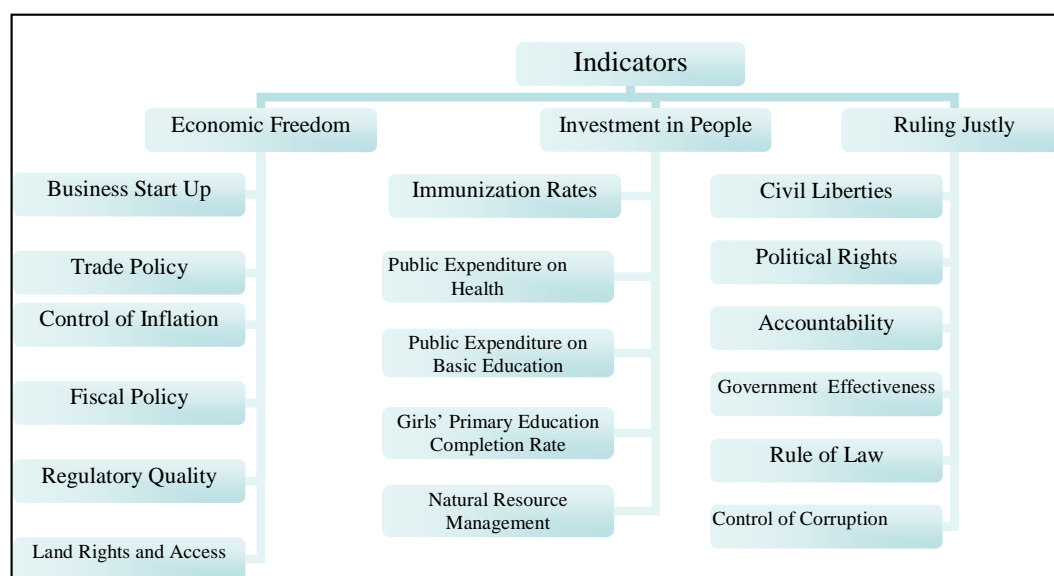 Indicators
Economic Freedom
Investment in People
Ruling Justly
Business Start Up
Trade Policy
Control of Inflation
Fiscal Policy
Regulatory Quality
Land Rights and Access
Immunization Rates
Public Expenditure on
Health
Public Expenditure on
Basic Education
Girls’ Primary Education
Completion Rate
Natural Resource
Management
Civil Liberties
Political Rights
Accountability
Government Effectiveness
Rule of Law
Control of Corruption